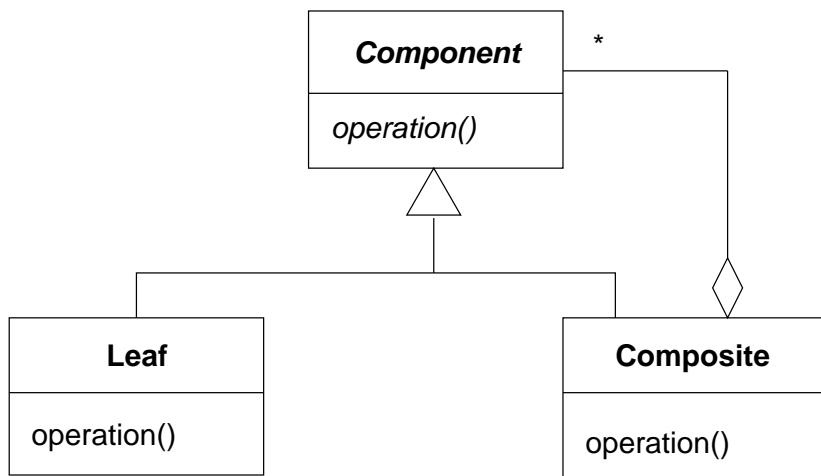 Component
*
operation()
Leaf
Composite
operation()
operation()